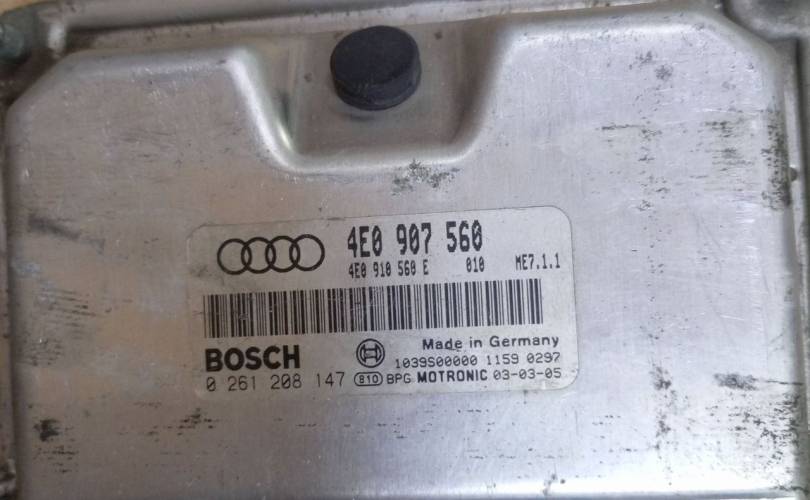 4E0 907 560
4E0 910 560 E 010 ME7.1.1
Made in Germany
BOSCH 1039S00000 1159 0297
0 261 208 147 810 BPG MOTRONIC 03-03-05